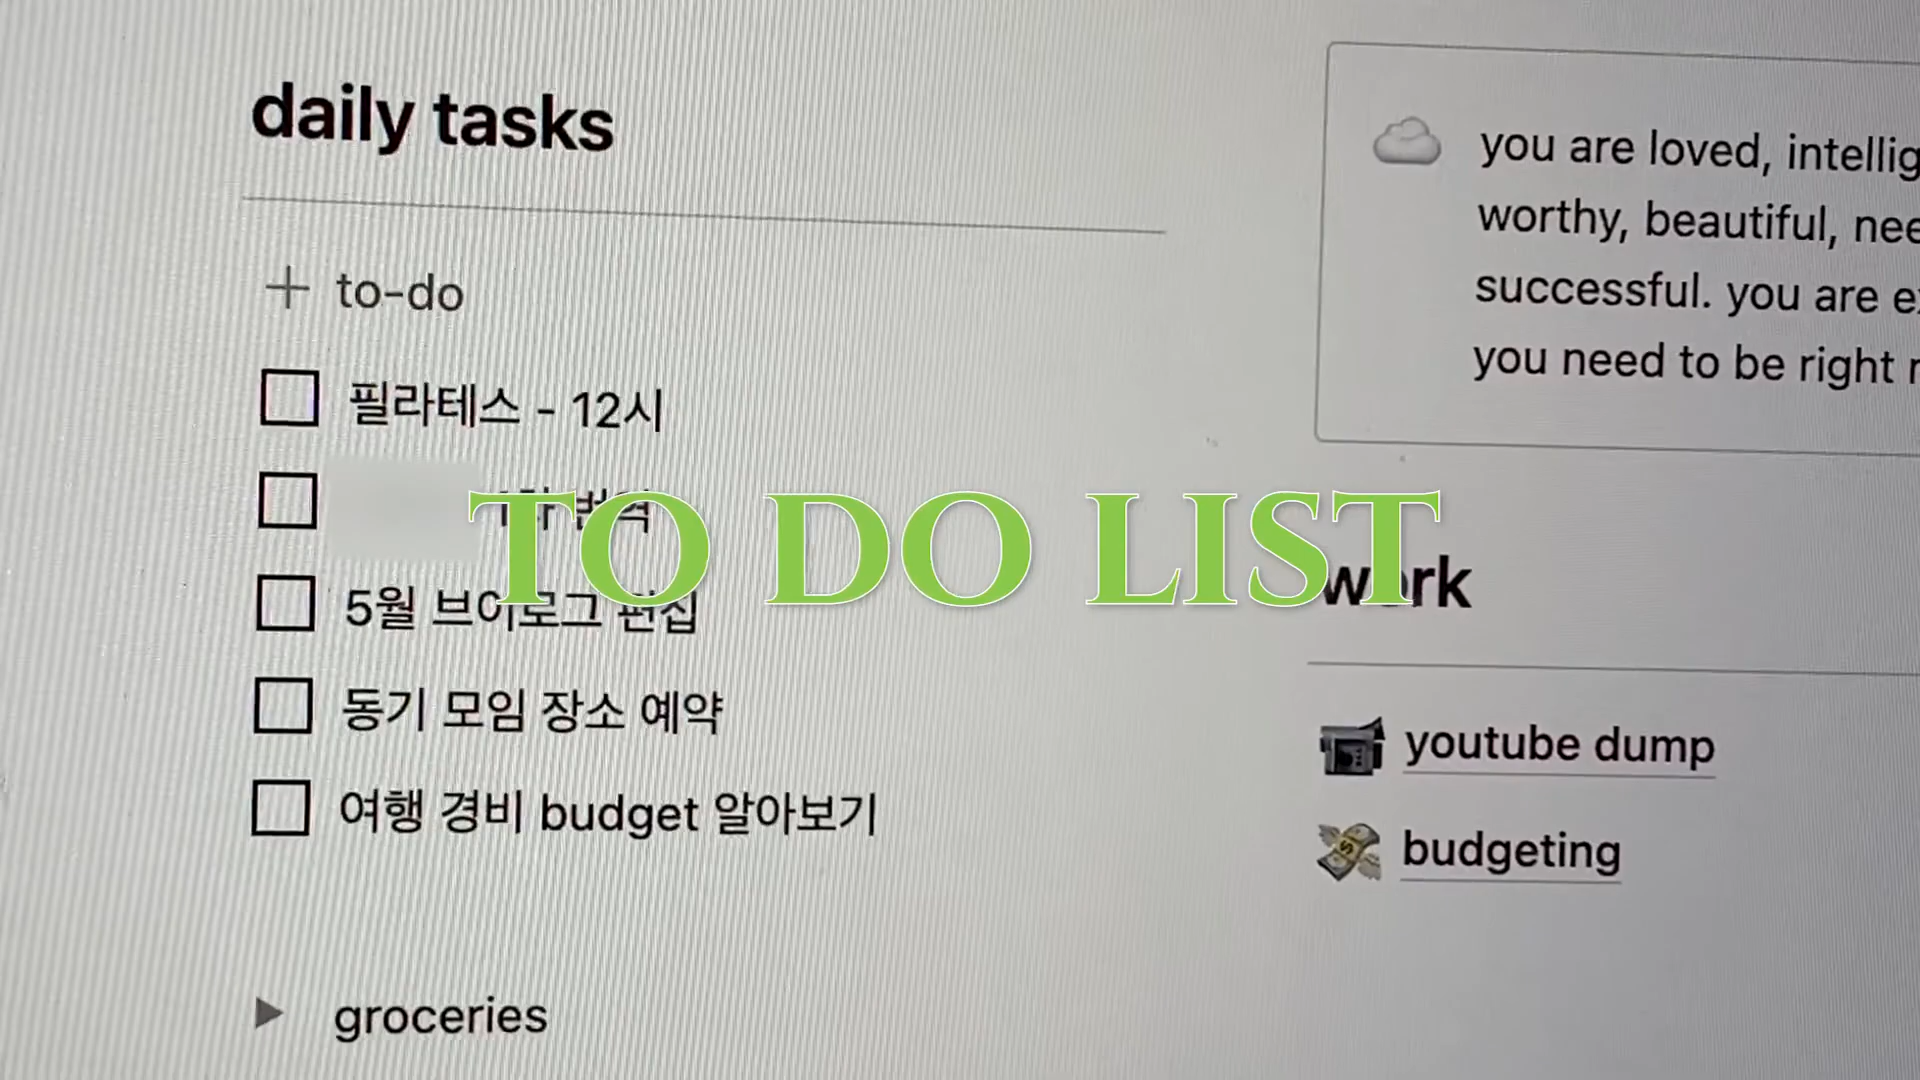 daily tasks
+ to-do
필라테스 - 12시
번역
5월 브이로그 편집
동기 모임 장소 예약
여행 경비 budget 알아보기
groceries
you are loved,
worthy, beautiful,
successful. you are
you need to be right
TO DO LIST
work
youtube dump
budgeting